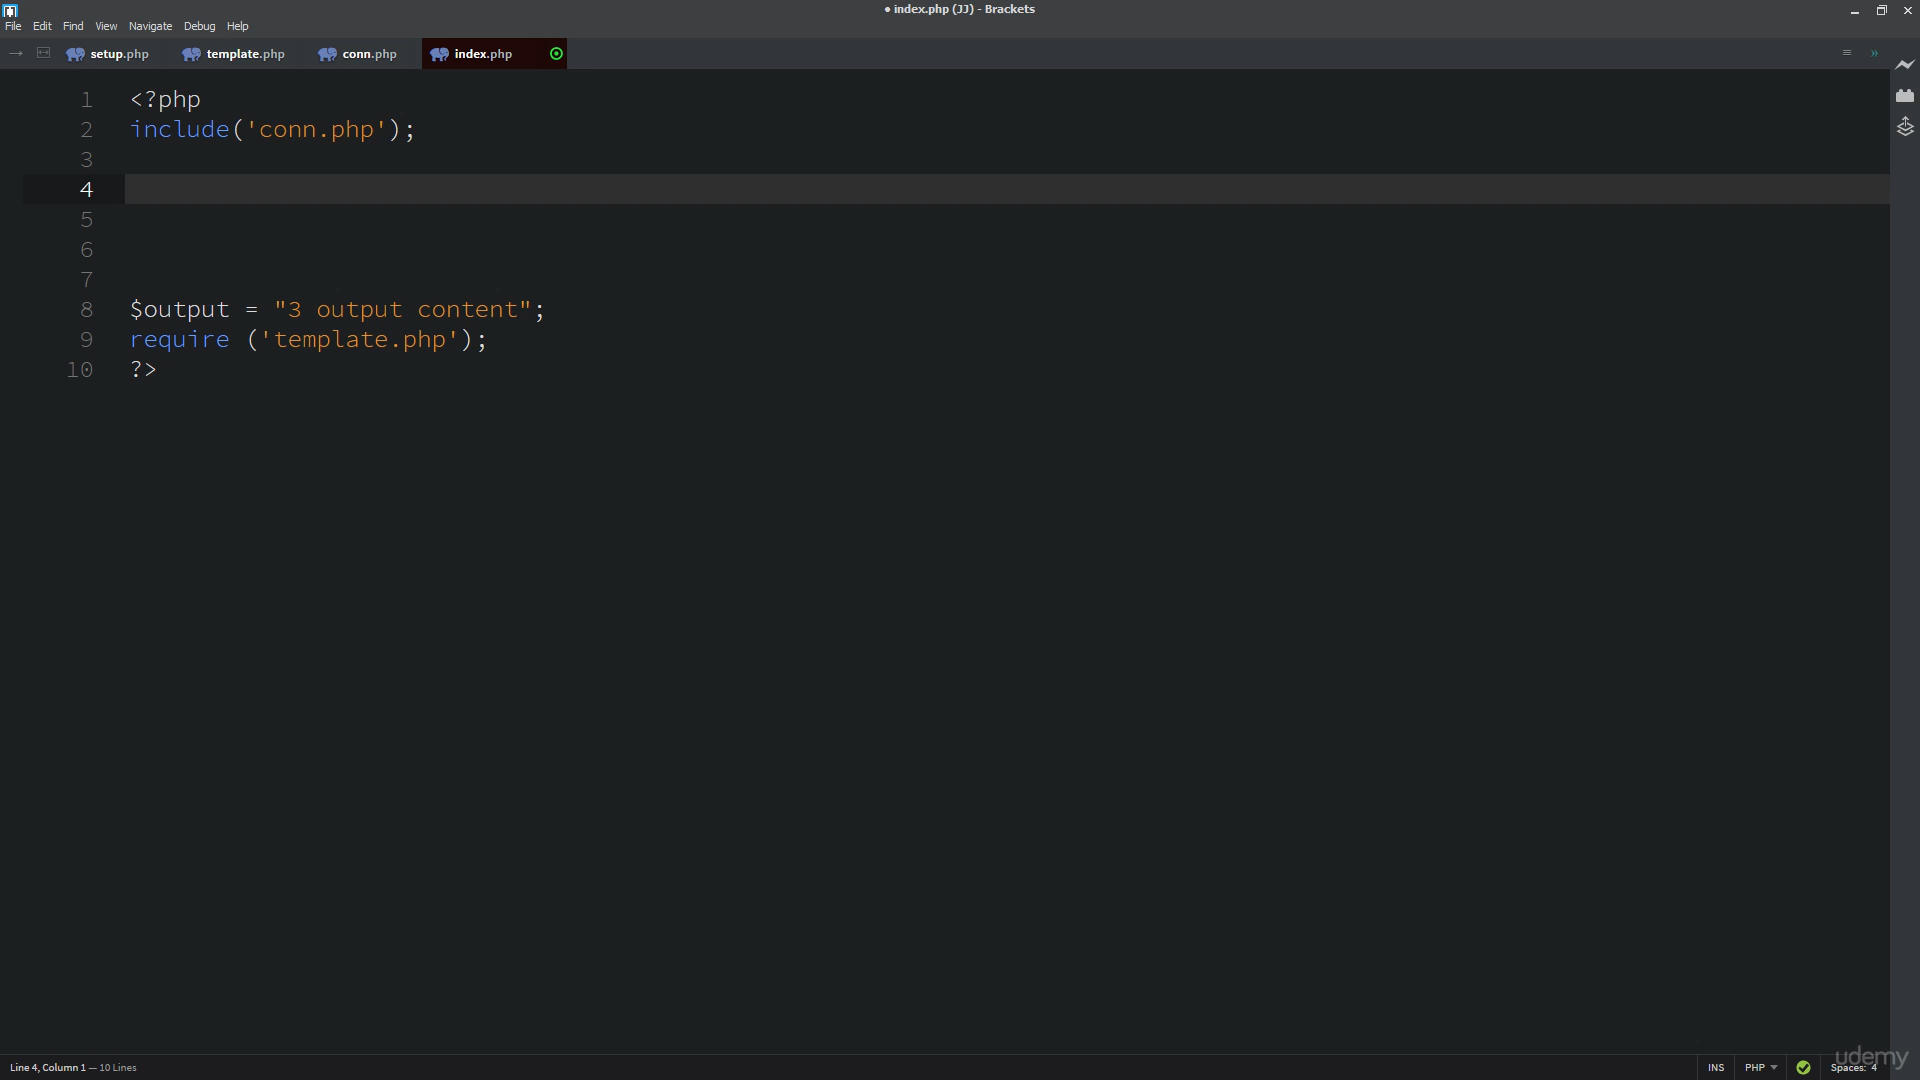 • index.php (JJ) - Brackets
File Edit Find View Navigate Debug Help
setup.php template.php conn.php index.php
1 <?php
2 include('conn.php');
3
4
5
6
7
8 $output = "3 output content";
9 require ('template.php');
10 ?>
Line 4, Column 1 — 10 Lines
INS PHP Spaces: 4
udemy